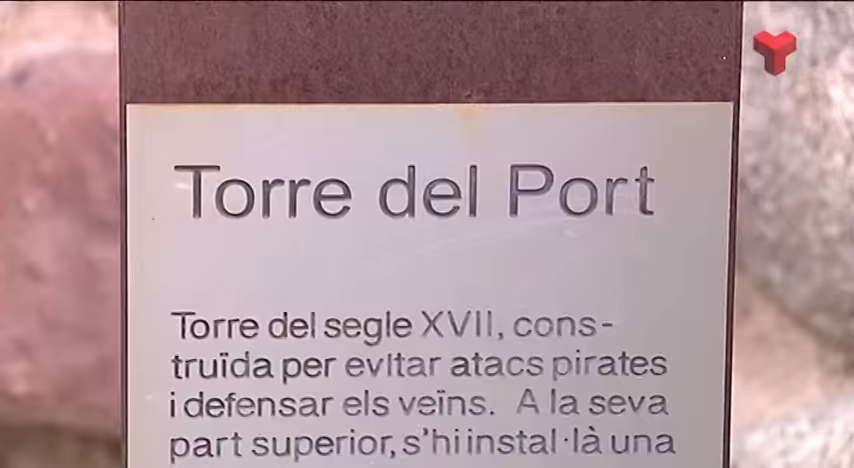 Torre del Port
Torre del segle XVII, cons-
truïda per evitar atacs pirates
i defensar els veïns. A la seva
part superior, s'hi instal·là una